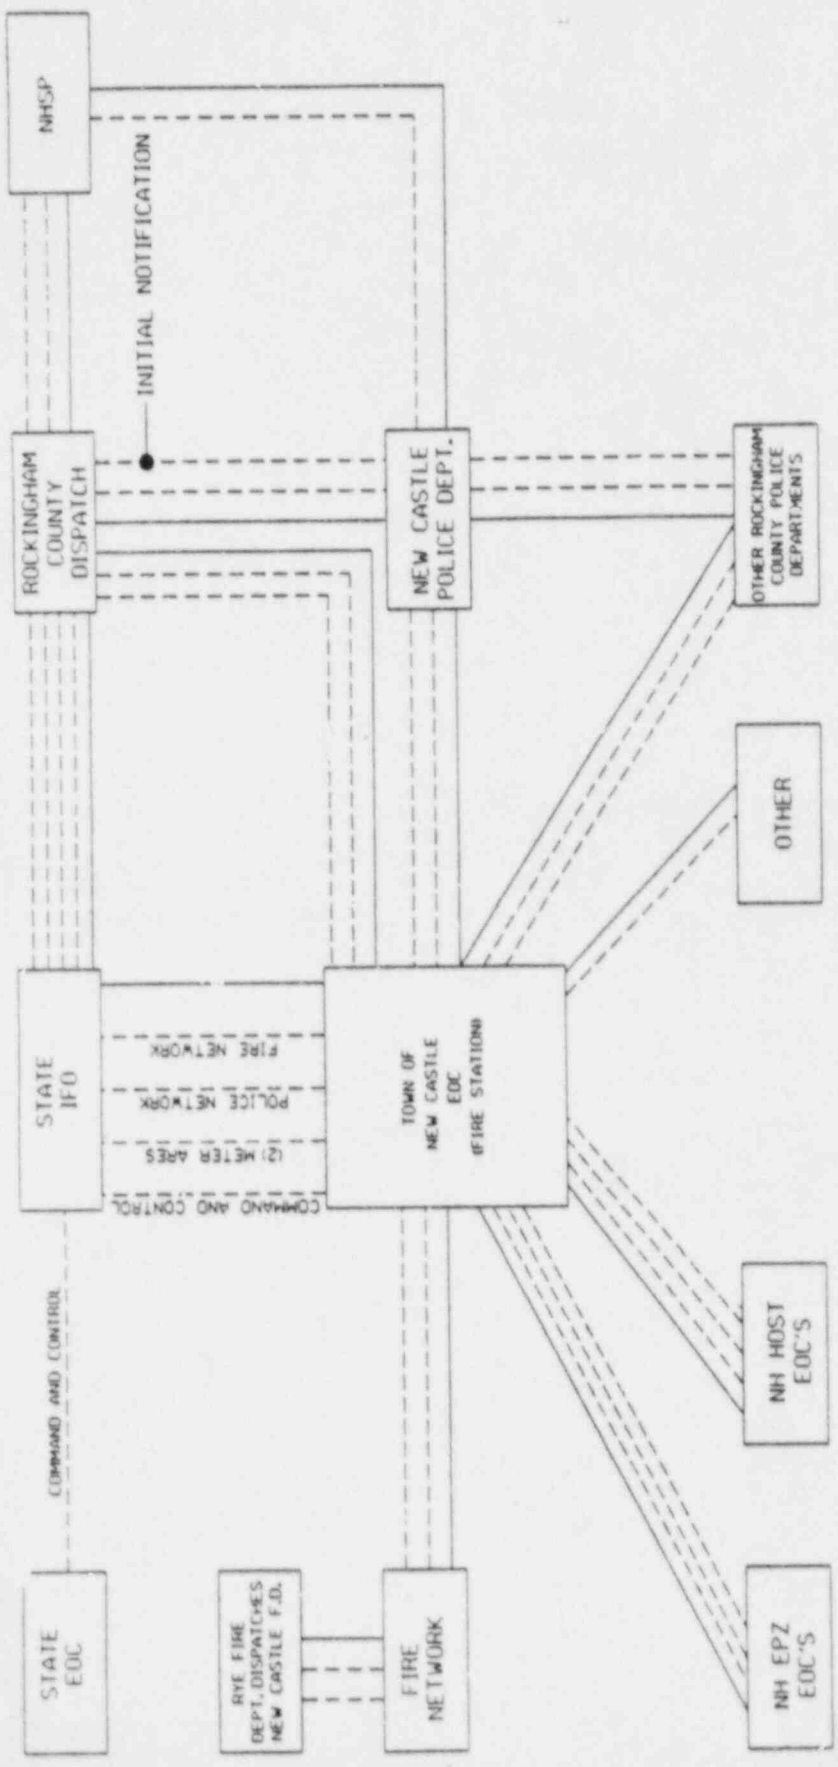 STATE
EOC
COMMAND AND CONTROL
STATE
IFO
ROCKINGHAM
COUNTY
DISPATCH
NHSP
INITIAL NOTIFICATION
COMMAND AND CONTROL
(2) METER ARES
POLICE NETWORK
FIRE NETWORK
RYE FIRE
DEPT. DISPATCHES
NEW CASTLE F.D.
FIRE
NETWORK
TOWN OF
NEW CASTLE
EOC
(FIRE STATION)
NEW CASTLE
POLICE DEPT.
NH EPZ
EOC'S
NH HOST
EOC'S
OTHER
OTHER ROCKINGHAM
COUNTY POLICE
DEPARTMENTS